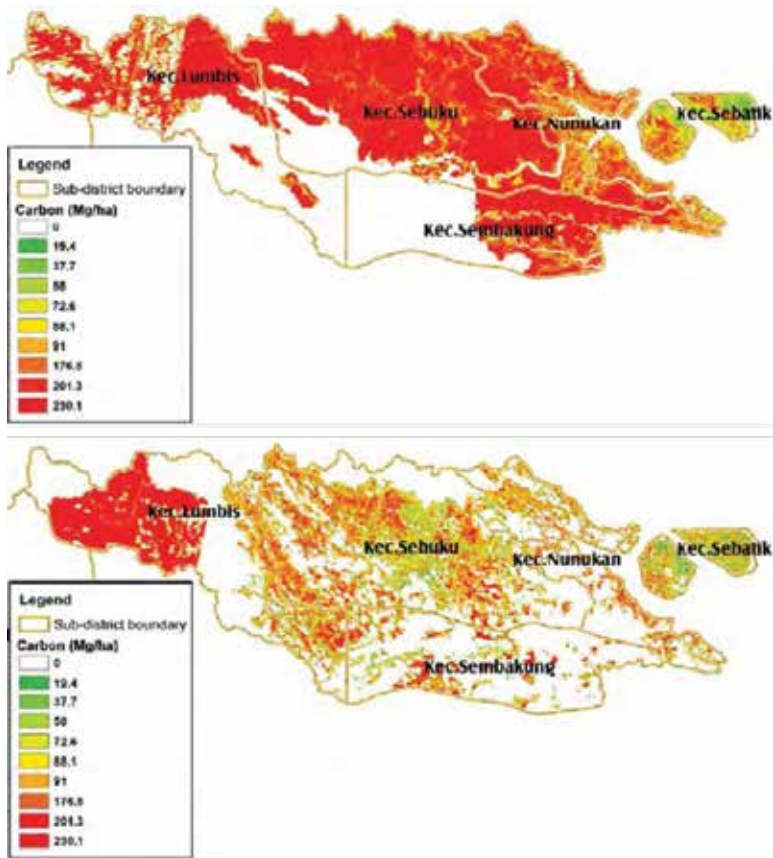 Kec.Lumbis
Kec.Sebuku
Kec.Nunukan
Kec.Sebatik
Kec.Sembakung
Legend
Sub-district boundary
Carbon (Mg/ha)
0
19.4
37.7
58
72.6
88.1
91
176.8
201.3
230.1
Kec.Lumbis
Kec.Sebuku
Kec.Nunukan
Kec.Sebatik
Kec.Sembakung
Legend
Sub-district boundary
Carbon (Mg/ha)
0
19.4
37.7
58
72.6
88.1
91
176.8
201.3
230.1